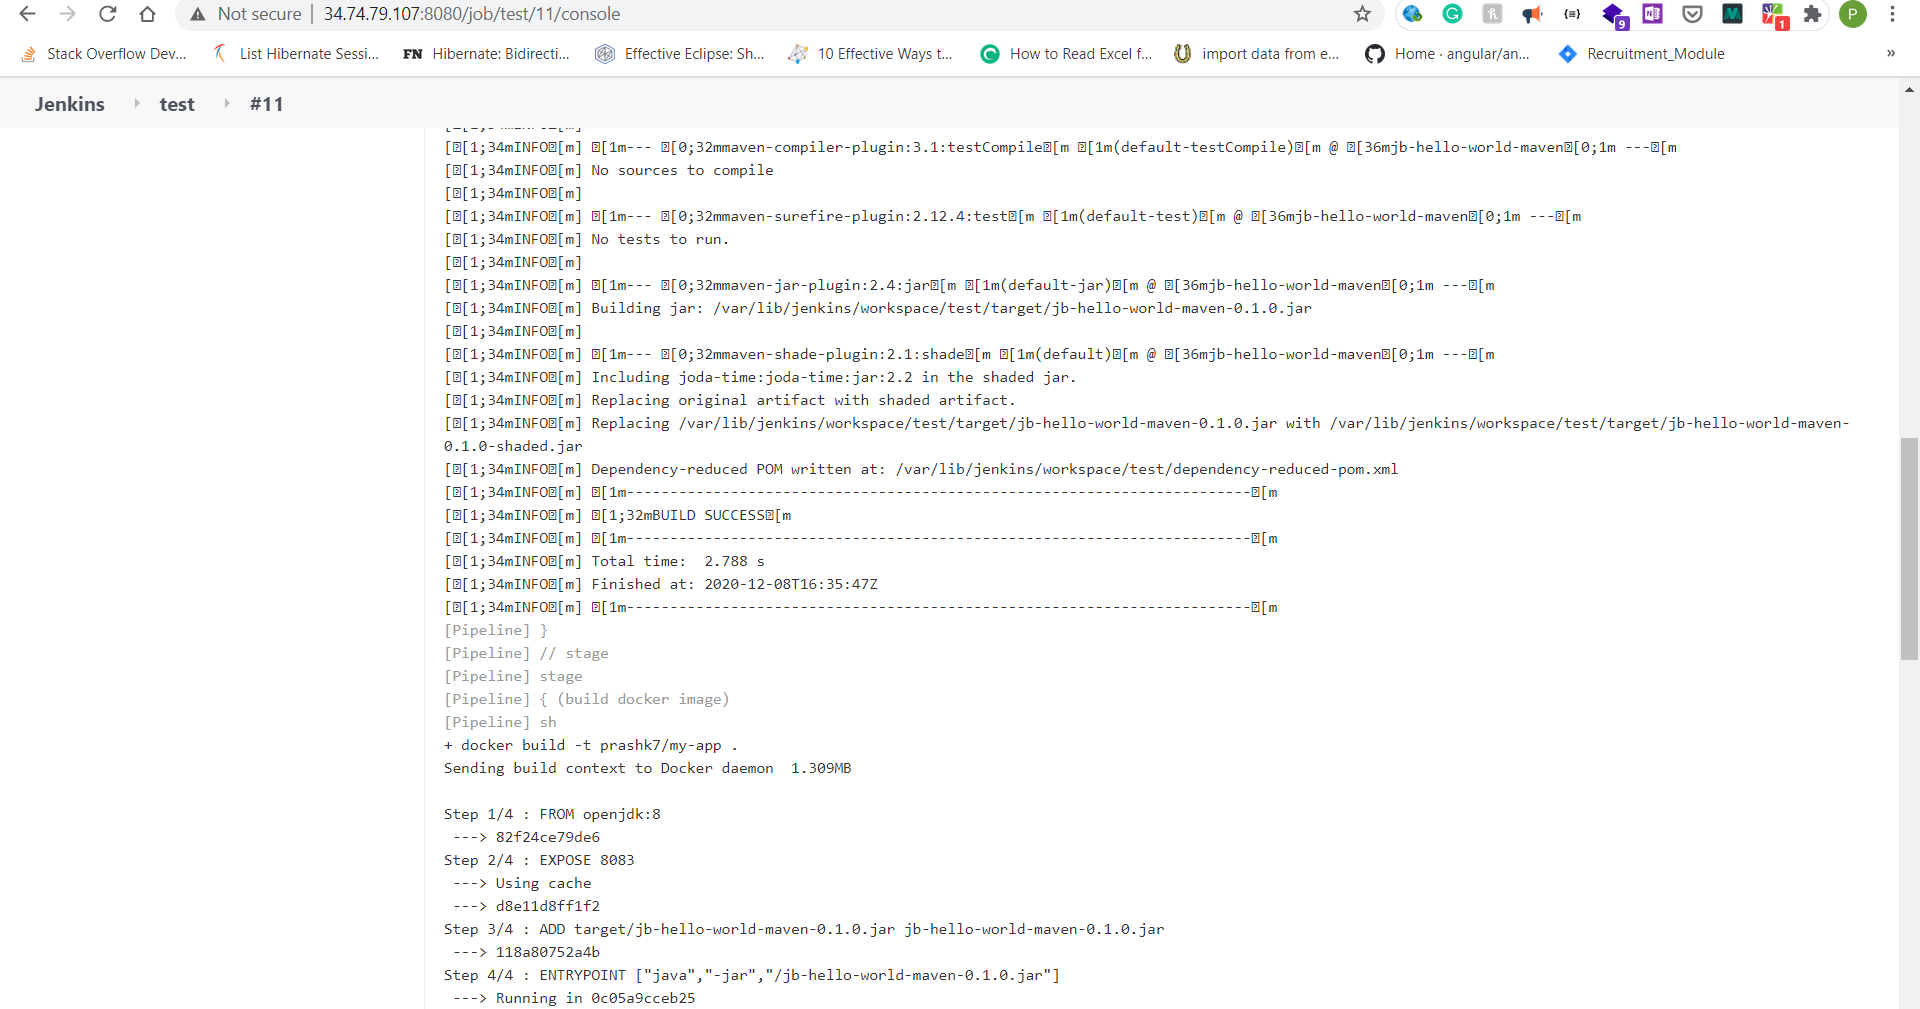 Not secure | 34.74.79.107:8080/job/test/11/console
9
1
P
Stack Overflow Dev...
List Hibernate Sessi...
FN Hibernate: Bidirecti...
Effective Eclipse: Sh...
10 Effective Ways t...
How to Read Excel f...
import data from e...
Home · angular/an...
Recruitment_Module
»
Jenkins
test
#11
[[1;34mINFO[m]
[[1;34mINFO[m] [1m--- [0;32mmaven-compiler-plugin:3.1:testCompile[m [1m(default-testCompile)[m @ [36mjb-hello-world-maven[0;1m ---[m
[[1;34mINFO[m] No sources to compile
[[1;34mINFO[m]
[[1;34mINFO[m] [1m--- [0;32mmaven-surefire-plugin:2.12.4:test[m [1m(default-test)[m @ [36mjb-hello-world-maven[0;1m ---[m
[[1;34mINFO[m] No tests to run.
[[1;34mINFO[m]
[[1;34mINFO[m] [1m--- [0;32mmaven-jar-plugin:2.4:jar[m [1m(default-jar)[m @ [36mjb-hello-world-maven[0;1m ---[m
[[1;34mINFO[m] Building jar: /var/lib/jenkins/workspace/test/target/jb-hello-world-maven-0.1.0.jar
[[1;34mINFO[m]
[[1;34mINFO[m] [1m--- [0;32mmaven-shade-plugin:2.1:shade[m [1m(default)[m @ [36mjb-hello-world-maven[0;1m ---[m
[[1;34mINFO[m] Including joda-time:joda-time:jar:2.2 in the shaded jar.
[[1;34mINFO[m] Replacing original artifact with shaded artifact.
[[1;34mINFO[m] Replacing /var/lib/jenkins/workspace/test/target/jb-hello-world-maven-0.1.0.jar with /var/lib/jenkins/workspace/test/target/jb-hello-world-maven-
0.1.0-shaded.jar
[[1;34mINFO[m] Dependency-reduced POM written at: /var/lib/jenkins/workspace/test/dependency-reduced-pom.xml
[[1;34mINFO[m] [1m------------------------------------------------------------------------[m
[[1;34mINFO[m] [1;32mBUILD SUCCESS[m
[[1;34mINFO[m] [1m------------------------------------------------------------------------[m
[[1;34mINFO[m] Total time:  2.788 s
[[1;34mINFO[m] Finished at: 2020-12-08T16:35:47Z
[[1;34mINFO[m] [1m------------------------------------------------------------------------[m
[Pipeline] }
[Pipeline] // stage
[Pipeline] stage
[Pipeline] { (build docker image)
[Pipeline] sh
+ docker build -t prashk7/my-app .
Sending build context to Docker daemon  1.309MB
Step 1/4 : FROM openjdk:8
---> 82f24ce79de6
Step 2/4 : EXPOSE 8083
---> Using cache
---> d8e11d8ff1f2
Step 3/4 : ADD target/jb-hello-world-maven-0.1.0.jar jb-hello-world-maven-0.1.0.jar
---> 118a80752a4b
Step 4/4 : ENTRYPOINT ["java","-jar","/jb-hello-world-maven-0.1.0.jar"]
---> Running in 0c05a9cceb25